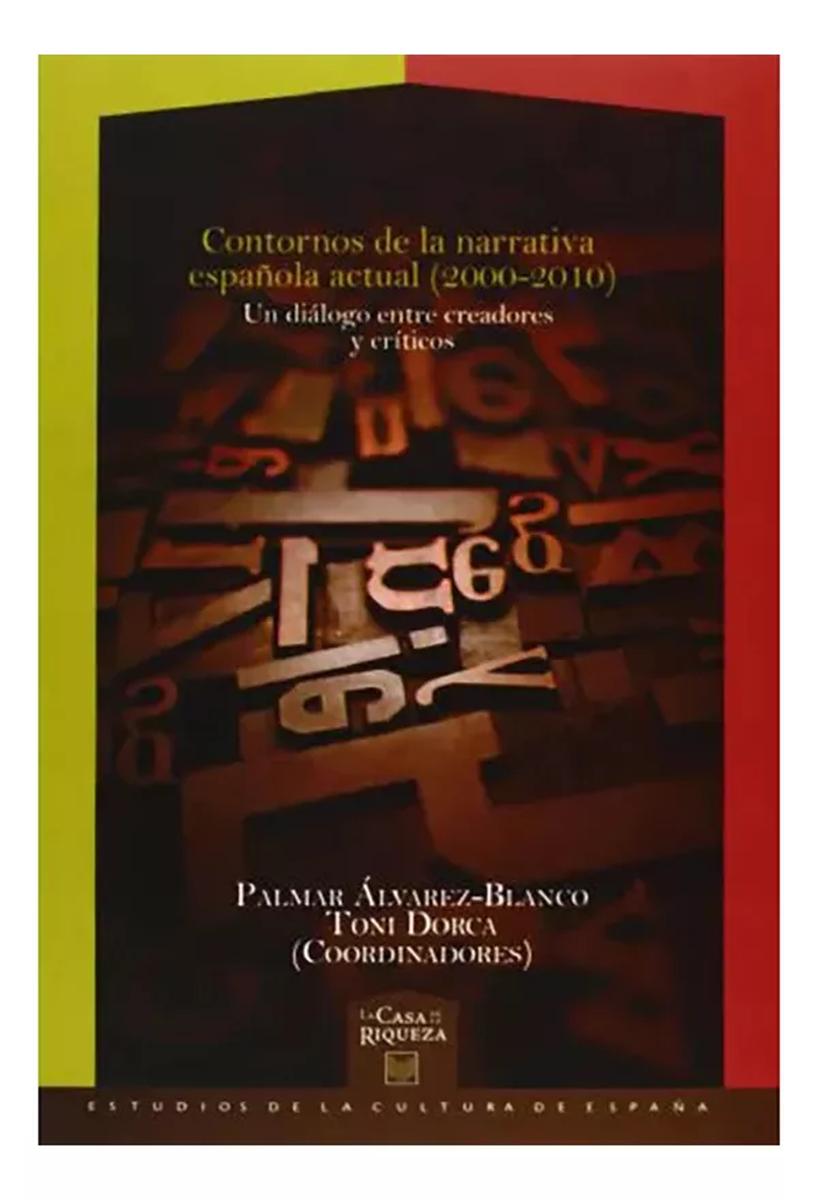 Contornos de la narrativa
española actual (2000-2010)
Un diálogo entre creadores
y críticos
PALMAR ÁLVAREZ-BLANCO
TONI DORCA
(COORDINADORES)
LA CASA DE LA
RIQUEZA
ESTUDIOS DE LA CULTURA DE ESPAÑA